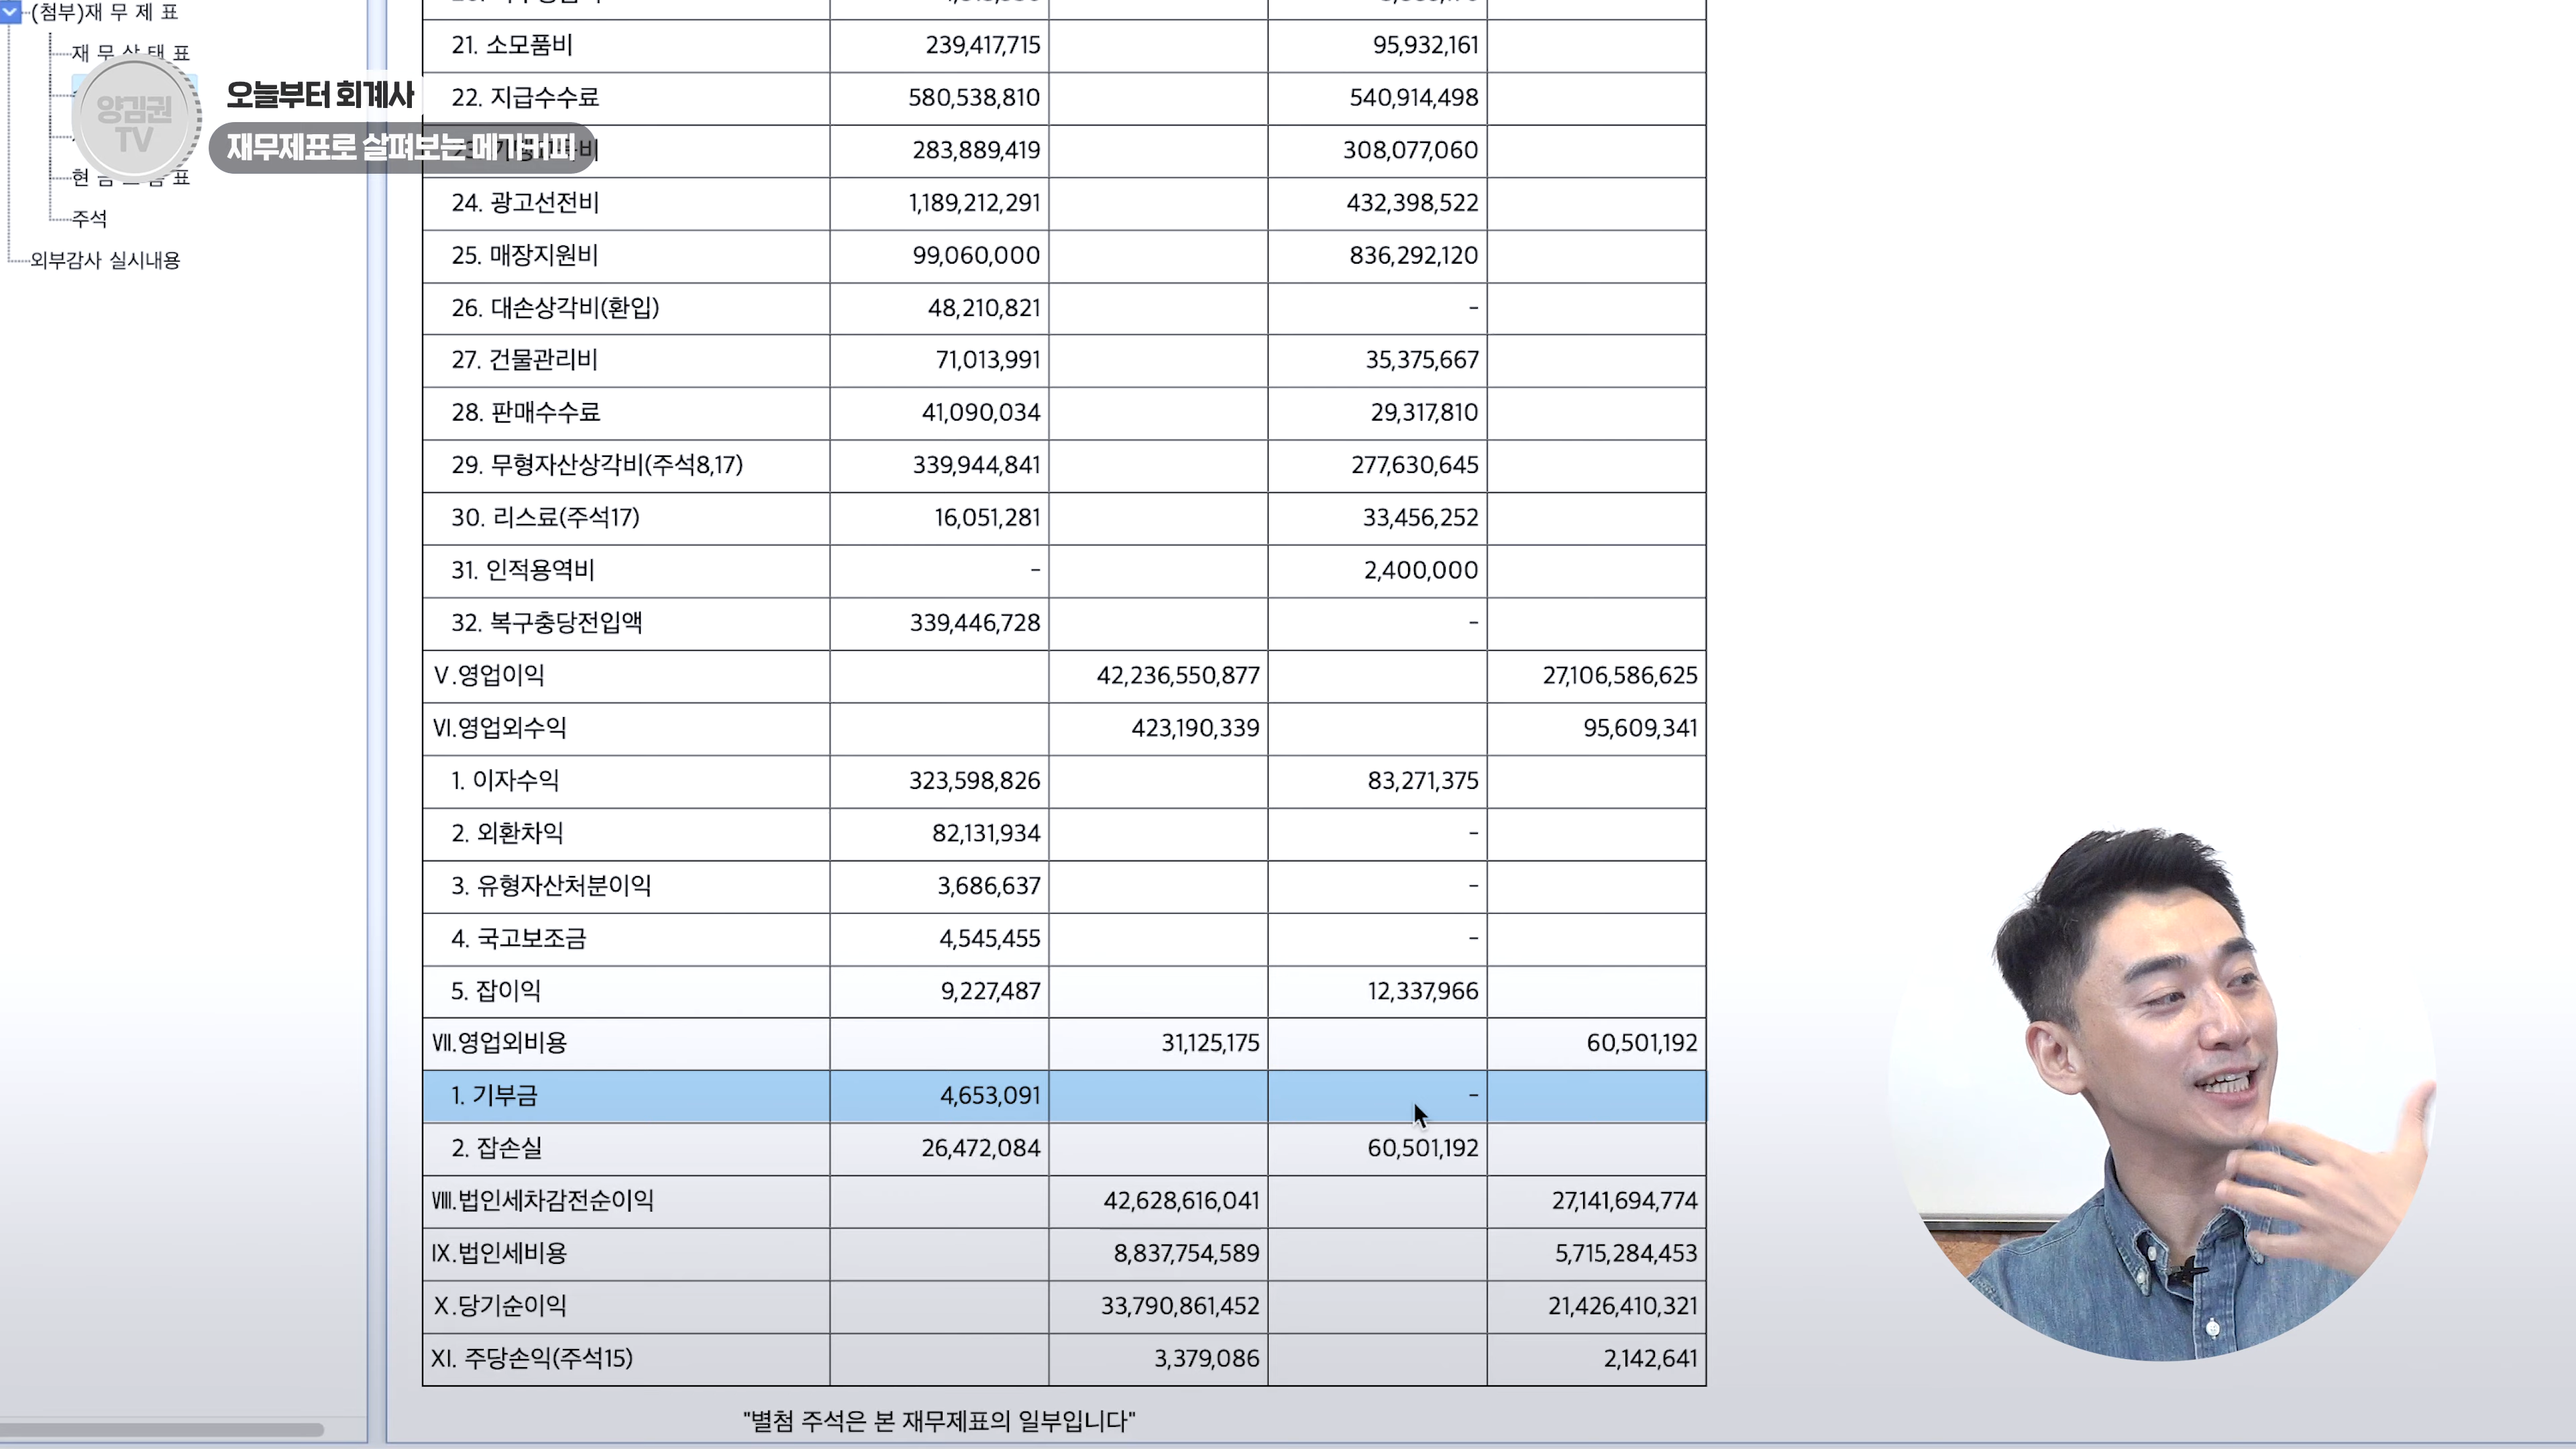 (첨부)재 무 제 표
재 무 상 태 표
현 금 흐 름 표
주석
외부감사 실시내용
양김권
TV
오늘부터 회계사
재무제표로 살펴보는 메가커피
21. 소모품비 239,417,715 95,932,161
22. 지급수수료 580,538,810 540,914,498
283,889,419 308,077,060
24. 광고선전비 1,189,212,291 432,398,522
25. 매장지원비 99,060,000 836,292,120
26. 대손상각비(환입) 48,210,821 -
27. 건물관리비 71,013,991 35,375,667
28. 판매수수료 41,090,034 29,317,810
29. 무형자산상각비(주석8,17) 339,944,841 277,630,645
30. 리스료(주석17) 16,051,281 33,456,252
31. 인적용역비 - 2,400,000
32. 복구충당전입액 339,446,728 -
Ⅴ.영업이익 42,236,550,877 27,106,586,625
Ⅵ.영업외수익 423,190,339 95,609,341
1. 이자수익 323,598,826 83,271,375
2. 외환차익 82,131,934 -
3. 유형자산처분이익 3,686,637 -
4. 국고보조금 4,545,455 -
5. 잡이익 9,227,487 12,337,966
Ⅶ.영업외비용 31,125,175 60,501,192
1. 기부금 4,653,091 -
2. 잡손실 26,472,084 60,501,192
Ⅷ.법인세차감전순이익 42,628,616,041 27,141,694,774
Ⅸ.법인세비용 8,837,754,589 5,715,284,453
Ⅹ.당기순이익 33,790,861,452 21,426,410,321
XI. 주당손익(주석15) 3,379,086 2,142,641
"별첨 주석은 본 재무제표의 일부입니다"